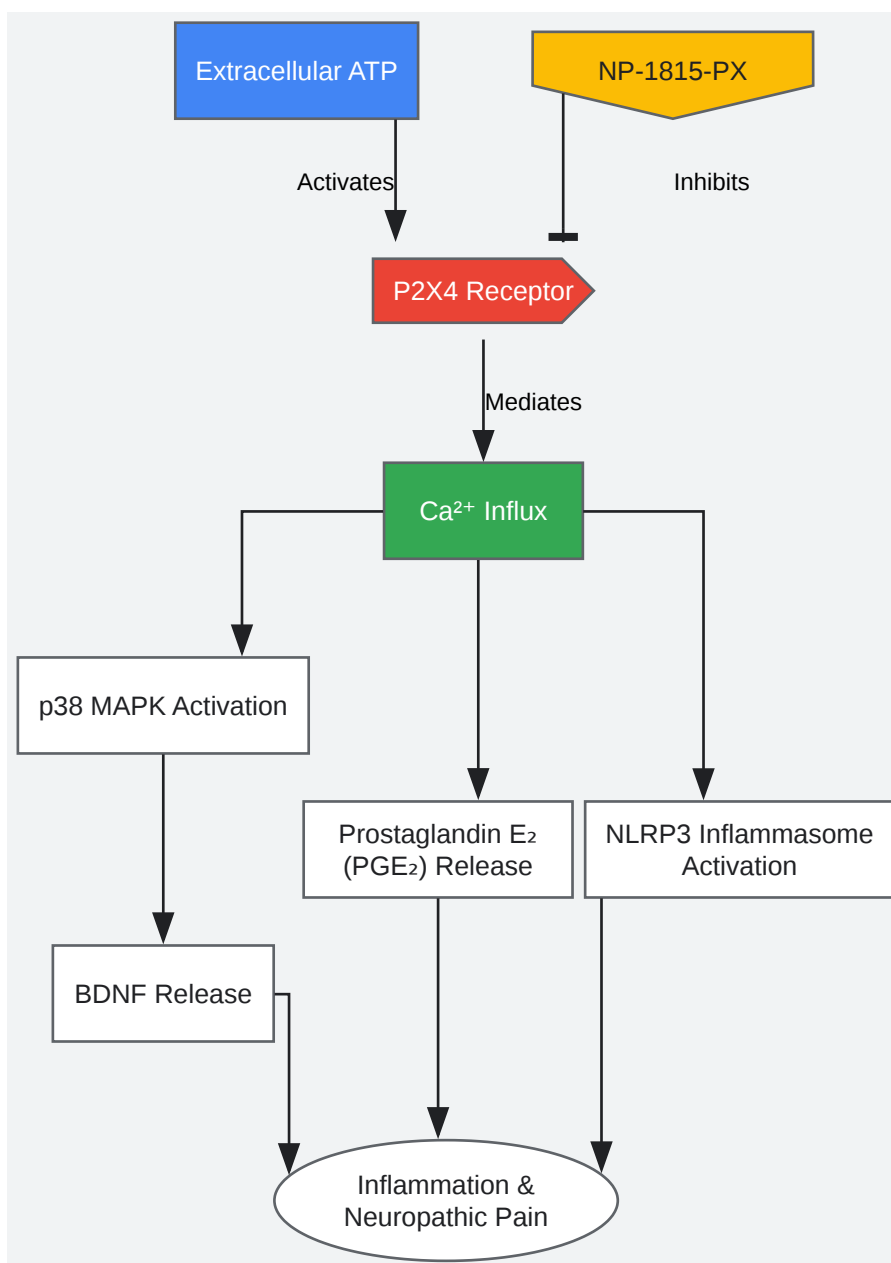 Extracellular ATP
NP-1815-PX
Activates
Inhibits
P2X4 Receptor
Mediates
Ca²⁺ Influx
p38 MAPK Activation
Prostaglandin E₂
(PGE₂) Release
NLRP3 Inflammasome
Activation
BDNF Release
Inflammation &
Neuropathic Pain